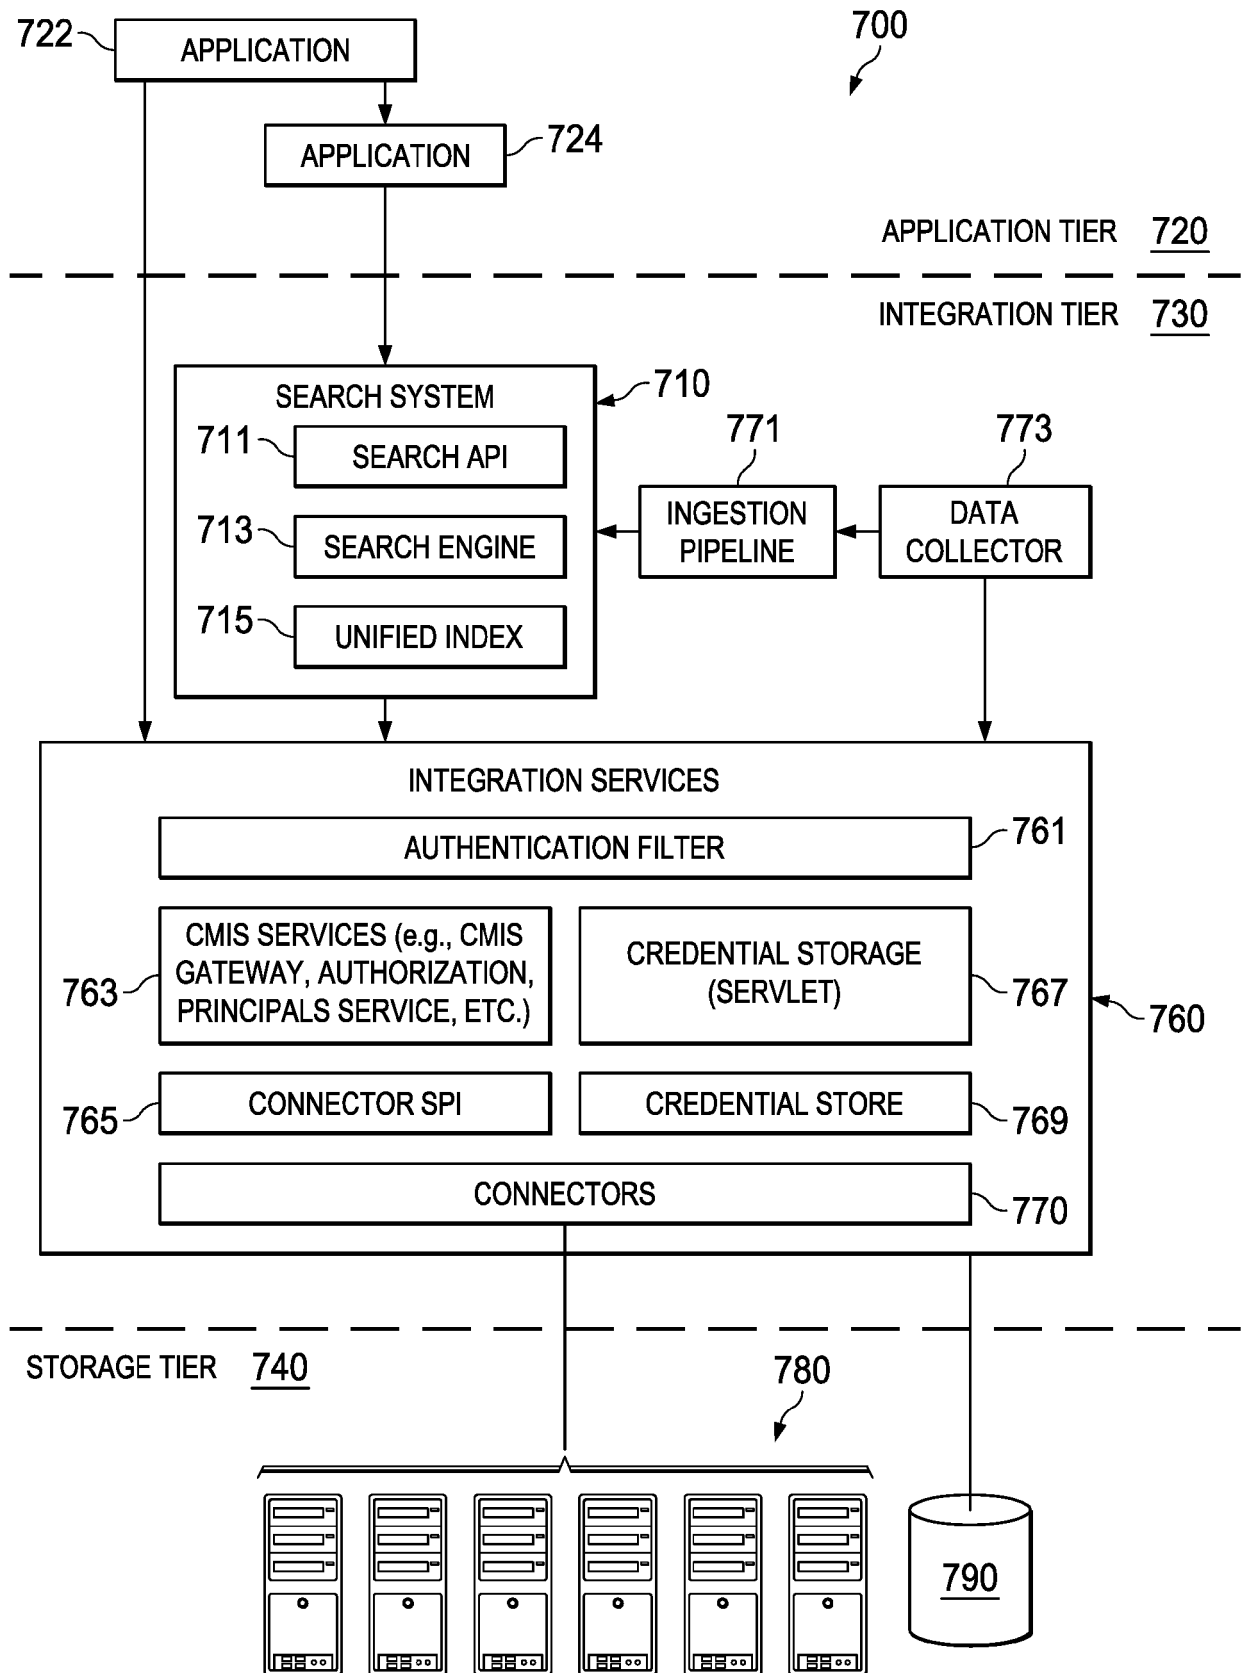 722
APPLICATION
700
APPLICATION
724
APPLICATION TIER 720
INTEGRATION TIER 730
SEARCH SYSTEM
710
711
SEARCH API
771
773
713
SEARCH ENGINE
INGESTION
PIPELINE
DATA
COLLECTOR
715
UNIFIED INDEX
INTEGRATION SERVICES
AUTHENTICATION FILTER
761
763
CMIS SERVICES (e.g., CMIS
GATEWAY, AUTHORIZATION,
PRINCIPALS SERVICE, ETC.)
CREDENTIAL STORAGE
(SERVLET)
767
760
765
CONNECTOR SPI
CREDENTIAL STORE
769
CONNECTORS
770
STORAGE TIER 740
780
790